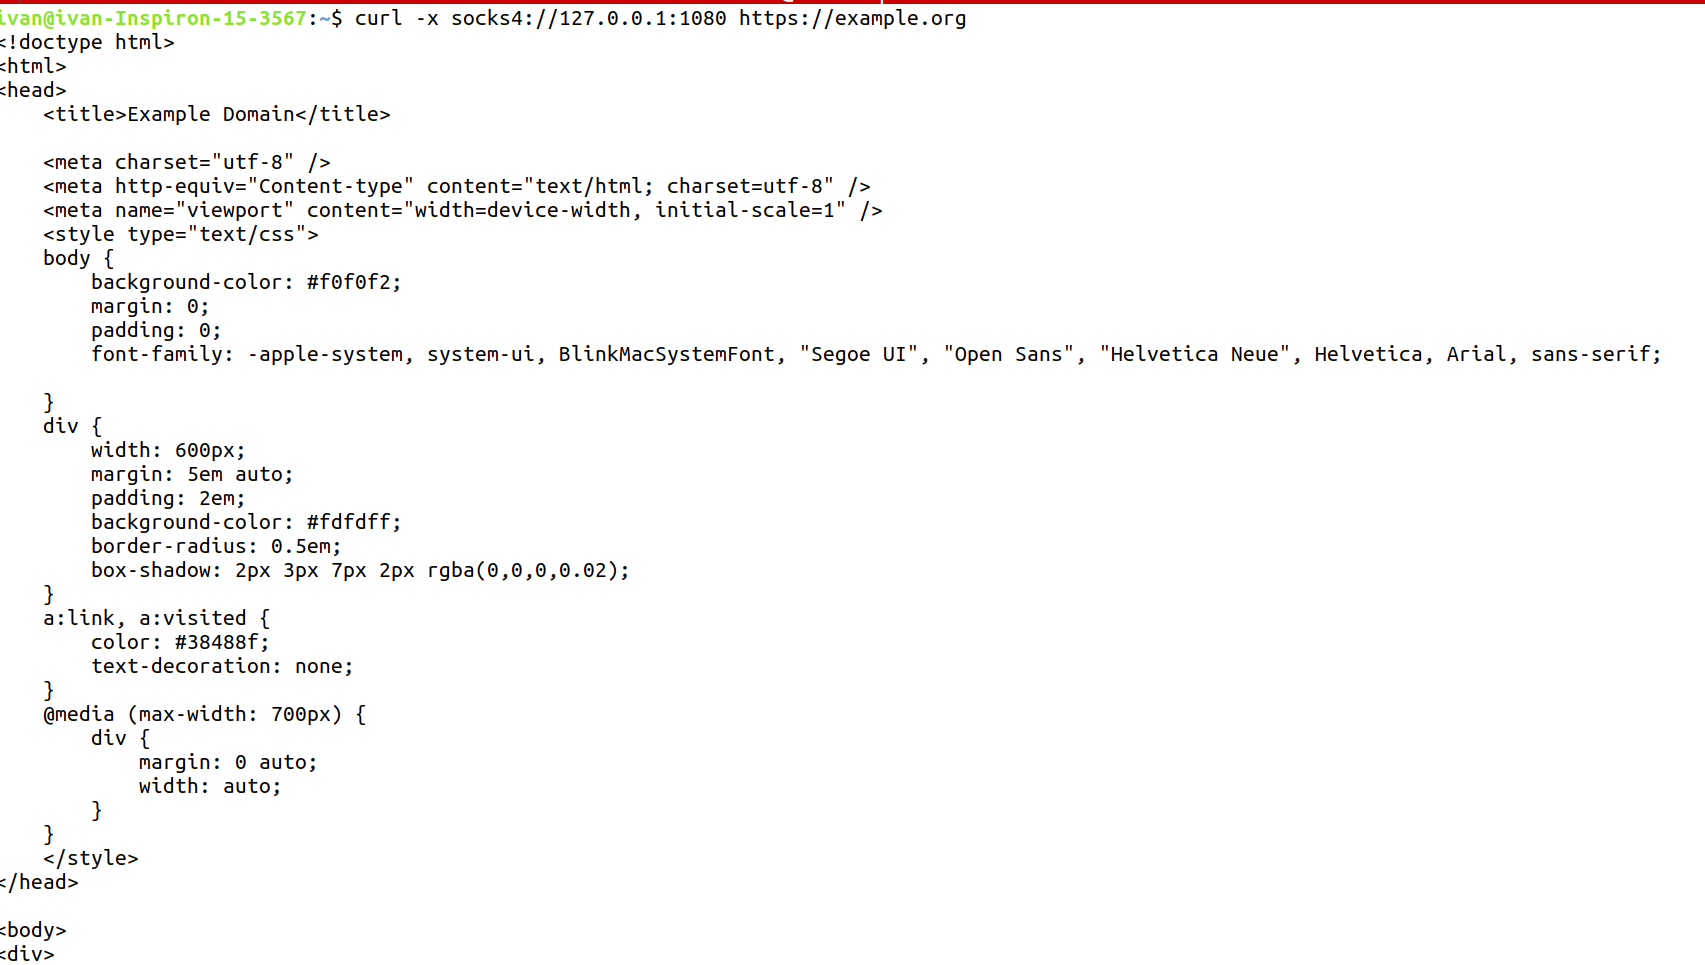 ivan@ivan-Inspiron-15-3567:~$ curl -x socks4://127.0.0.1:1080 https://example.org
<!doctype html>
<html>
<head>
    <title>Example Domain</title>

    <meta charset="utf-8" />
    <meta http-equiv="Content-type" content="text/html; charset=utf-8" />
    <meta name="viewport" content="width=device-width, initial-scale=1" />
    <style type="text/css">
    body {
        background-color: #f0f0f2;
        margin: 0;
        padding: 0;
        font-family: -apple-system, system-ui, BlinkMacSystemFont, "Segoe UI", "Open Sans", "Helvetica Neue", Helvetica, Arial, sans-serif;

    }
    div {
        width: 600px;
        margin: 5em auto;
        padding: 2em;
        background-color: #fdfdff;
        border-radius: 0.5em;
        box-shadow: 2px 3px 7px 2px rgba(0,0,0,0.02);
    }
    a:link, a:visited {
        color: #38488f;
        text-decoration: none;
    }
    @media (max-width: 700px) {
        div {
            margin: 0 auto;
            width: auto;
        }
    }
    </style>
</head>

<body>
<div>